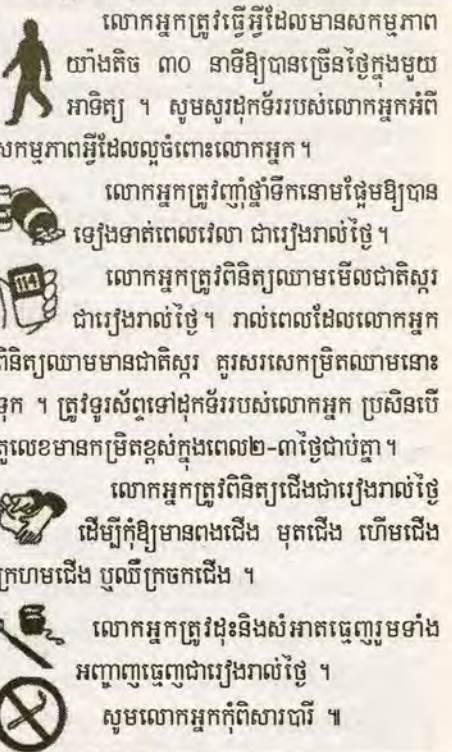 លោកអ្នកត្រូវធ្វើអ្វីដែលមានសកម្មភាព
យ៉ាងតិច ៣០ នាទីឱ្យបានច្រើនថ្ងៃក្នុងមួយ
អាទិត្យ ។ សូមសួរដុកទ័ររបស់លោកអ្នកអំពី
សកម្មភាពអ្វីដែលល្អចំពោះលោកអ្នក។
លោកអ្នកត្រូវញ៉ាំថ្នាំទឹកនោមផ្អែមឱ្យបាន
ទៀងទាត់ពេលវេលា ជារៀងរាល់ថ្ងៃ។
114
លោកអ្នកត្រូវពិនិត្យឈាមមើលជាតិស្ករ
ជារៀងរាល់ថ្ងៃ។ រាល់ពេលដែលលោកអ្នក
ពិនិត្យឈាមមានជាតិស្ករ គួរសរសេកម្រិតឈាមនោះ
ទុក ។ ត្រូវទូរស័ព្ទទៅដុកទ័ររបស់លោកអ្នក ប្រសិនបើ
តួលេខមានកម្រិតខ្ពស់ក្នុងពេល២-៣ថ្ងៃជាប់គ្នា។
លោកអ្នកត្រូវពិនិត្យជើងជារៀងរាល់ថ្ងៃ
ដើម្បីកុំឱ្យមានពងជើង មុតជើង ហើមជើង
ក្រហមជើង ឬឈឺក្រចកជើង ។
លោកអ្នកត្រូវដុះនិងសំអាតធ្មេញរួមទាំង
អញ្ចាញធ្មេញជារៀងរាល់ថ្ងៃ ។
សូមលោកអ្នកកុំពិសារបារី ៕